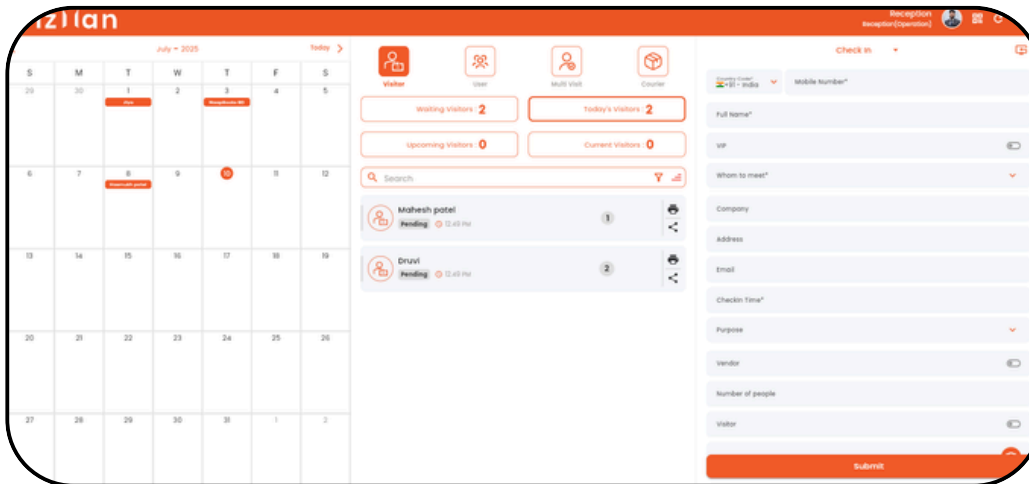 Reception
Reception(Operation)
July - 2025
Today
S M T W T F S
29 30 1 2 3 4 5
6 7 8 9 10 11 12
13 14 15 16 17 18 19
20 21 22 23 24 25 26
27 28 29 30 31 1 2
Visitor
User
Multi Visit
Courier
Waiting Visitors : 2
Today's Visitors : 2
Upcoming Visitors : 0
Current Visitors : 0
Search
Mahesh patel
Pending 12:49 PM
1
Druvi
Pending 12:49 PM
2
Check In
Country Code*
+91 - India
Mobile Number*
Full Name*
VIP
Whom to meet*
Company
Address
Email
Checkin Time*
Purpose
Vendor
Number of people
Visitor
Submit